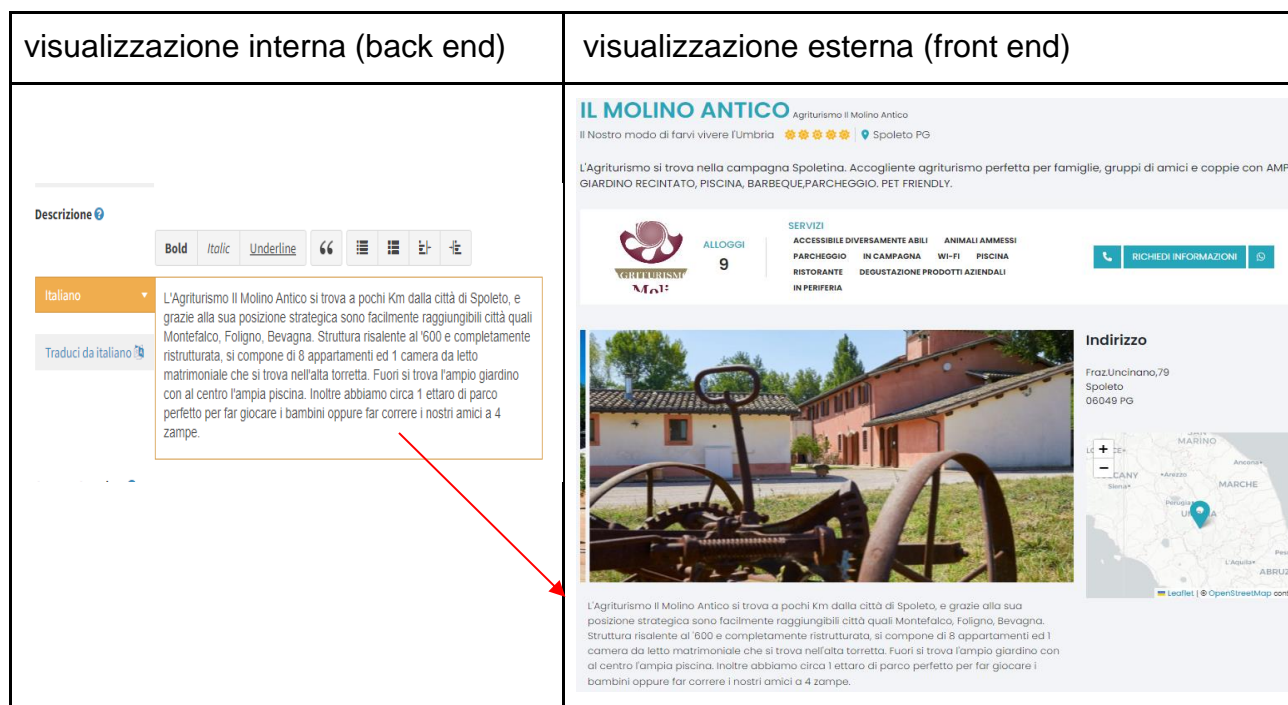 visualizzazione interna (back end)
visualizzazione esterna (front end)
Descrizione
Bold Italic Underline
Italiano
Traduci da italiano
L'Agriturismo Il Molino Antico si trova a pochi Km dalla città di Spoleto, e
grazie alla sua posizione strategica sono facilmente raggiungibili città quali
Montefalco, Foligno, Bevagna. Struttura risalente al '600 e completamente
ristrutturata, si compone di 8 appartamenti ed 1 camera da letto
matrimoniale che si trova nell'alta torretta. Fuori si trova l'ampio giardino
con al centro l'ampia piscina. Inoltre abbiamo circa 1 ettaro di parco
perfetto per far giocare i bambini oppure far correre i nostri amici a 4
zampe.
IL MOLINO ANTICO Agriturismo Il Molino Antico
Il Nostro modo di farvi vivere l'Umbria Spoleto PG
L'Agriturismo si trova nella campagna Spoletina. Accogliente agriturismo perfetta per famiglie, gruppi di amici e coppie con AMP
GIARDINO RECINTATO, PISCINA, BARBEQUE,PARCHEGGIO. PET FRIENDLY.
GRITURISM
Moli
ALLOGGI
9
SERVIZI
ACCESSIBILE DIVERSAMENTE ABILI ANIMALI AMMESSI
PARCHEGGIO IN CAMPAGNA WI-FI PISCINA
RISTORANTE DEGUSTAZIONE PRODOTTI AZIENDALI
IN PERIFERIA
RICHIEDI INFORMAZIONI
Indirizzo
Fraz.Uncinano,79
Spoleto
06049 PG
+
−
MARINO
Ancona
CANY
Arezzo
Siena
MARCHE
Perugia
L'Aquila
ABRUZ
Leaflet | © OpenStreetMap cont
L'Agriturismo Il Molino Antico si trova a pochi Km dalla città di Spoleto, e grazie alla sua
posizione strategica sono facilmente raggiungibili città quali Montefalco, Foligno, Bevagna.
Struttura risalente al '600 e completamente ristrutturata, si compone di 8 appartamenti ed 1
camera da letto matrimoniale che si trova nell'alta torretta. Fuori si trova l'ampio giardino con
al centro l'ampia piscina. Inoltre abbiamo circa 1 ettaro di parco perfetto per far giocare i
bambini oppure far correre i nostri amici a 4 zampe.